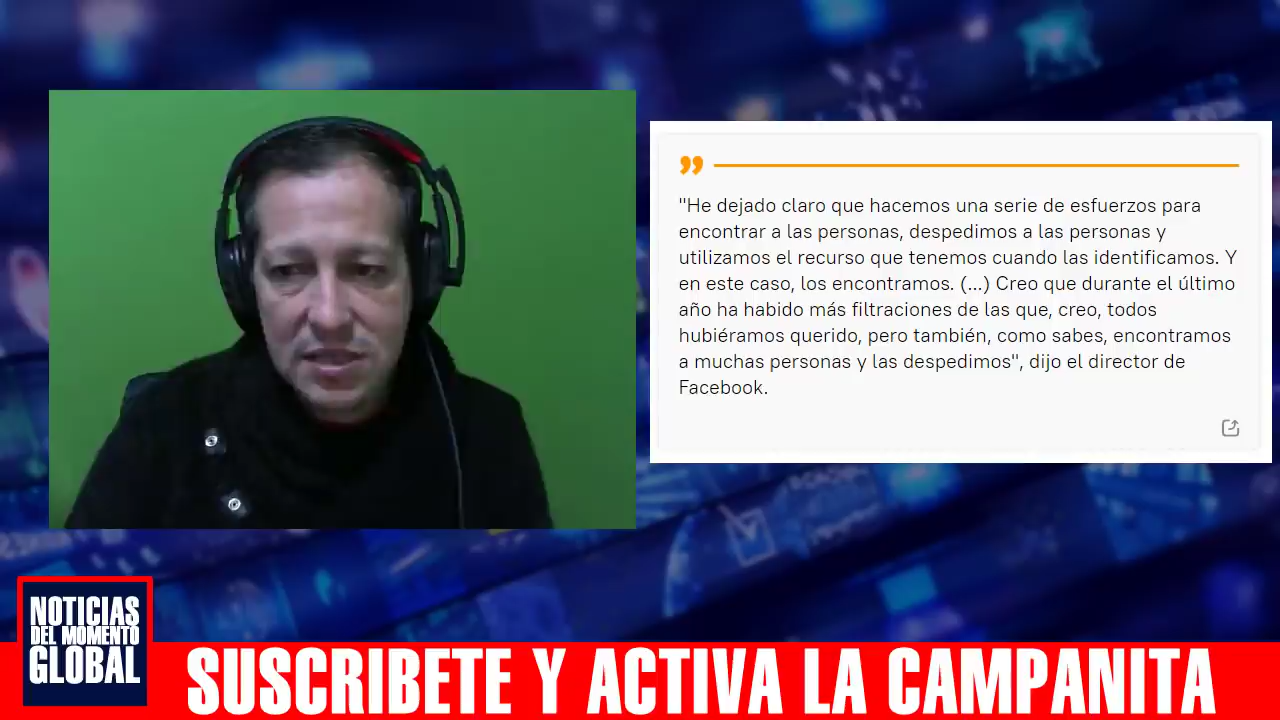 "He dejado claro que hacemos una serie de esfuerzos para
encontrar a las personas, despedimos a las personas y
utilizamos el recurso que tenemos cuando las identificamos. Y
en este caso, los encontramos. (...) Creo que durante el último
año ha habido más filtraciones de las que, creo, todos
hubiéramos querido, pero también, como sabes, encontramos
a muchas personas y las despedimos", dijo el director de
Facebook.
NOTICIAS
DEL MOMENTO
GLOBAL
SUSCRIBETE Y ACTIVA LA CAMPANITA